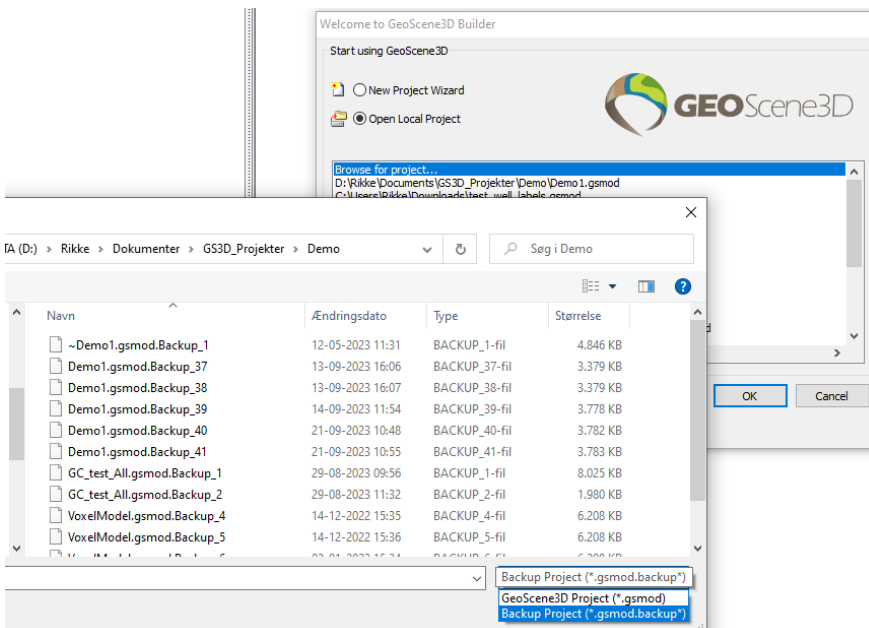 Welcome to GeoScene3D Builder
Start using GeoScene3D
New Project Wizard
Open Local Project
GEOScene3D
Browse for project...
D:\Rikke\Documents\GS3D_Projekter\Demo\Demo1.gsmod
C:\Users\Rikke\Downloads\test_well_labels.gsmod
OK Cancel
(D:) › Rikke › Dokumenter › GS3D_Projekter › Demo
Søg i Demo
Navn Ændringsdato Type Størrelse
~Demo1.gsmod.Backup_1 12-05-2023 11:31 BACKUP_1-fil 4.846 KB
Demo1.gsmod.Backup_37 13-09-2023 16:06 BACKUP_37-fil 3.379 KB
Demo1.gsmod.Backup_38 13-09-2023 16:07 BACKUP_38-fil 3.379 KB
Demo1.gsmod.Backup_39 14-09-2023 11:54 BACKUP_39-fil 3.778 KB
Demo1.gsmod.Backup_40 21-09-2023 10:48 BACKUP_40-fil 3.782 KB
Demo1.gsmod.Backup_41 21-09-2023 10:55 BACKUP_41-fil 3.783 KB
GC_test_All.gsmod.Backup_1 29-08-2023 09:56 BACKUP_1-fil 8.025 KB
GC_test_All.gsmod.Backup_2 29-08-2023 11:32 BACKUP_2-fil 1.980 KB
VoxelModel.gsmod.Backup_4 14-12-2022 15:35 BACKUP_4-fil 6.208 KB
VoxelModel.gsmod.Backup_5 14-12-2022 15:36 BACKUP_5-fil 6.208 KB
Backup Project (*.gsmod.backup*)
GeoScene3D Project (*.gsmod)
Backup Project (*.gsmod.backup*)